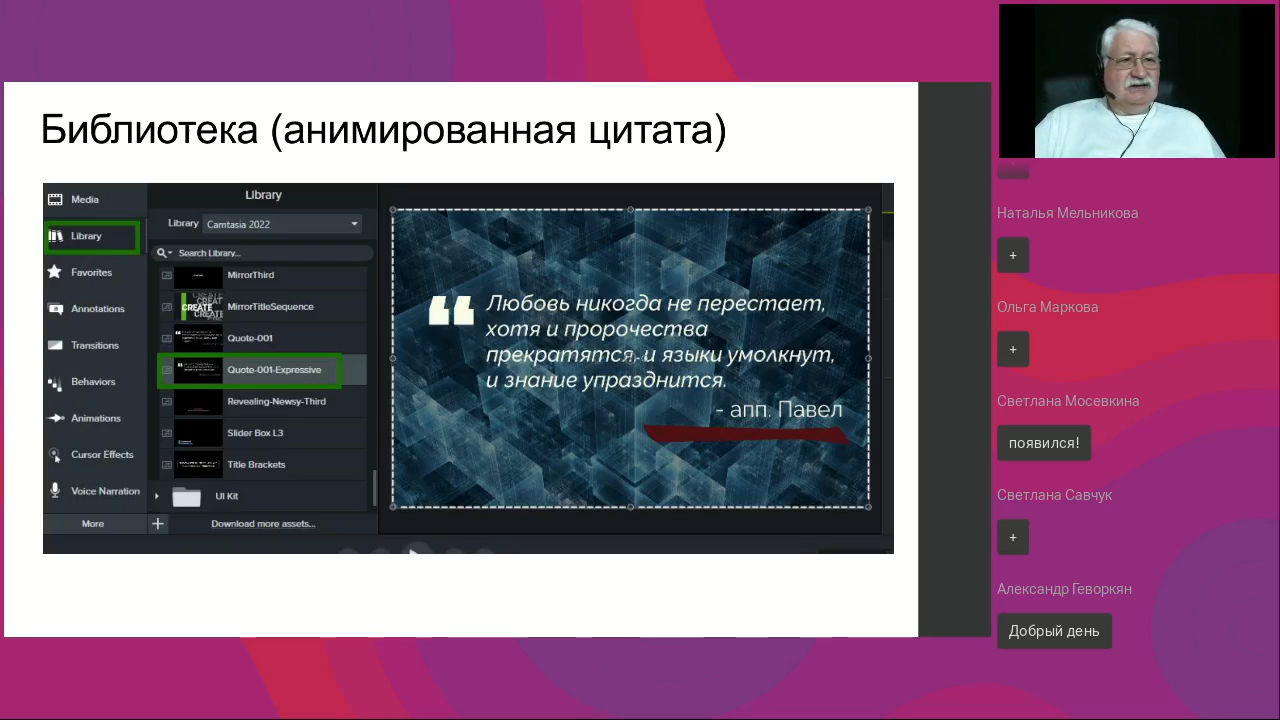 Библиотека (анимированная цитата)
Media
Library
Favorites
Annotations
Transitions
Behaviors
Animations
Cursor Effects
Voice Narration
More
Library
Library
Camtasia 2022
Search Library...
MirrorThird
MirrorTitleSequence
CREATE
Quote-001
Quote-001-Expressive
Revealing-Newsy-Third
Slider Box L3
Title Brackets
UI Kit
+
Download more assets...
Любовь никогда не перестает,
хотя и пророчества
прекратятся, и языки умолкнут,
и знание упразднится.
- апп. Павел
Наталья Мельникова
+
Ольга Маркова
+
Светлана Мосевкина
появился!
Светлана Савчук
+
Александр Геворкян
Добрый день